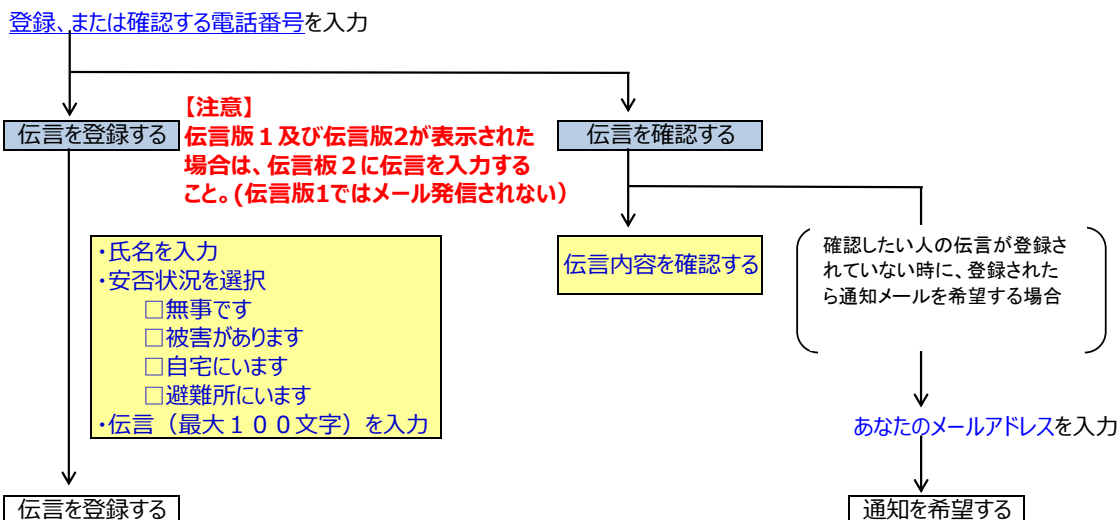 登録、または確認する電話番号を入力
伝言を登録する
【注意】
伝言版１及び伝言版2が表示された
場合は、伝言板２に伝言を入力する
こと。(伝言版1ではメール発信されない）
伝言を確認する
・氏名を入力
・安否状況を選択
□無事です
□被害があります
□自宅にいます
□避難所にいます
・伝言（最大１００文字）を入力
伝言内容を確認する
確認したい人の伝言が登録さ
れていない時に、登録された
ら通知メールを希望する場合
あなたのメールアドレスを入力
伝言を登録する
通知を希望する